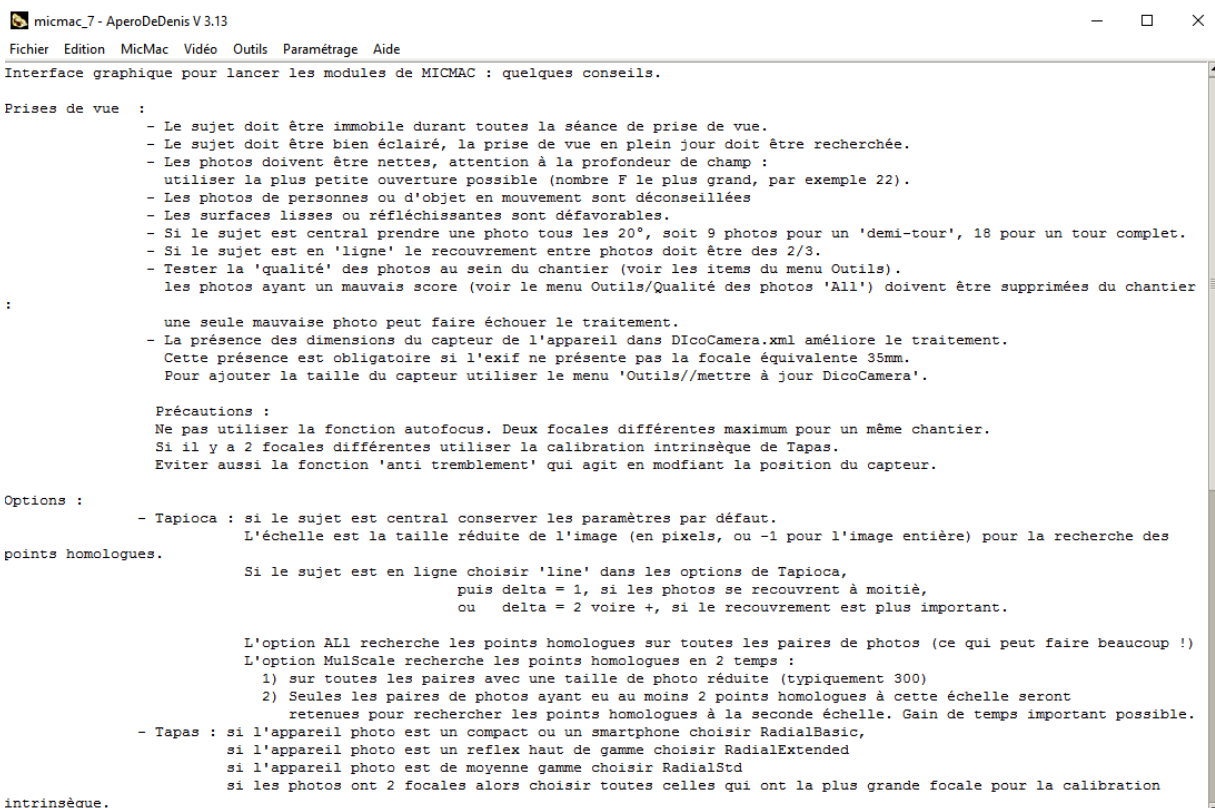 micmac_7 - AperoDeDenis V 3.13
Fichier Edition MicMac Vidéo Outils Paramétrage Aide
Interface graphique pour lancer les modules de MICMAC : quelques conseils.
Prises de vue :
- Le sujet doit être immobile durant toutes la séance de prise de vue.
- Le sujet doit être bien éclairé, la prise de vue en plein jour doit être recherchée.
- Les photos doivent être nettes, attention à la profondeur de champ :
utiliser la plus petite ouverture possible (nombre F le plus grand, par exemple 22).
- Les photos de personnes ou d'objet en mouvement sont déconseillées
- Les surfaces lisses ou réfléchissantes sont défavorables.
- Si le sujet est central prendre une photo tous les 20°, soit 9 photos pour un 'demi-tour', 18 pour un tour complet.
- Si le sujet est en 'ligne' le recouvrement entre photos doit être des 2/3.
- Tester la 'qualité' des photos au sein du chantier (voir les items du menu Outils).
les photos ayant un mauvais score (voir le menu Outils/Qualité des photos 'All') doivent être supprimées du chantier
:
une seule mauvaise photo peut faire échouer le traitement.
- La présence des dimensions du capteur de l'appareil dans DIcoCamera.xml améliore le traitement.
Cette présence est obligatoire si l'exif ne présente pas la focale équivalente 35mm.
Pour ajouter la taille du capteur utiliser le menu 'Outils//mettre à jour DicoCamera'.
Précautions :
Ne pas utiliser la fonction autofocus. Deux focales différentes maximum pour un même chantier.
Si il y a 2 focales différentes utiliser la calibration intrinsèque de Tapas.
Eviter aussi la fonction 'anti tremblement' qui agit en modfiant la position du capteur.
Options :
- Tapioca : si le sujet est central conserver les paramètres par défaut.
L'échelle est la taille réduite de l'image (en pixels, ou -1 pour l'image entière) pour la recherche des
points homologues.
Si le sujet est en ligne choisir 'line' dans les options de Tapioca,
puis delta = 1, si les photos se recouvrent à moitiè,
ou delta = 2 voire +, si le recouvrement est plus important.
L'option ALl recherche les points homologues sur toutes les paires de photos (ce qui peut faire beaucoup !)
L'option MulScale recherche les points homologues en 2 temps :
1) sur toutes les paires avec une taille de photo réduite (typiquement 300)
2) Seules les paires de photos ayant eu au moins 2 points homologues à cette échelle seront
retenues pour rechercher les points homologues à la seconde échelle. Gain de temps important possible.
- Tapas : si l'appareil photo est un compact ou un smartphone choisir RadialBasic,
si l'appareil photo est un reflex haut de gamme choisir RadialExtended
si l'appareil photo est de moyenne gamme choisir RadialStd
si les photos ont 2 focales alors choisir toutes celles qui ont la plus grande focale pour la calibration
intrinsèque.